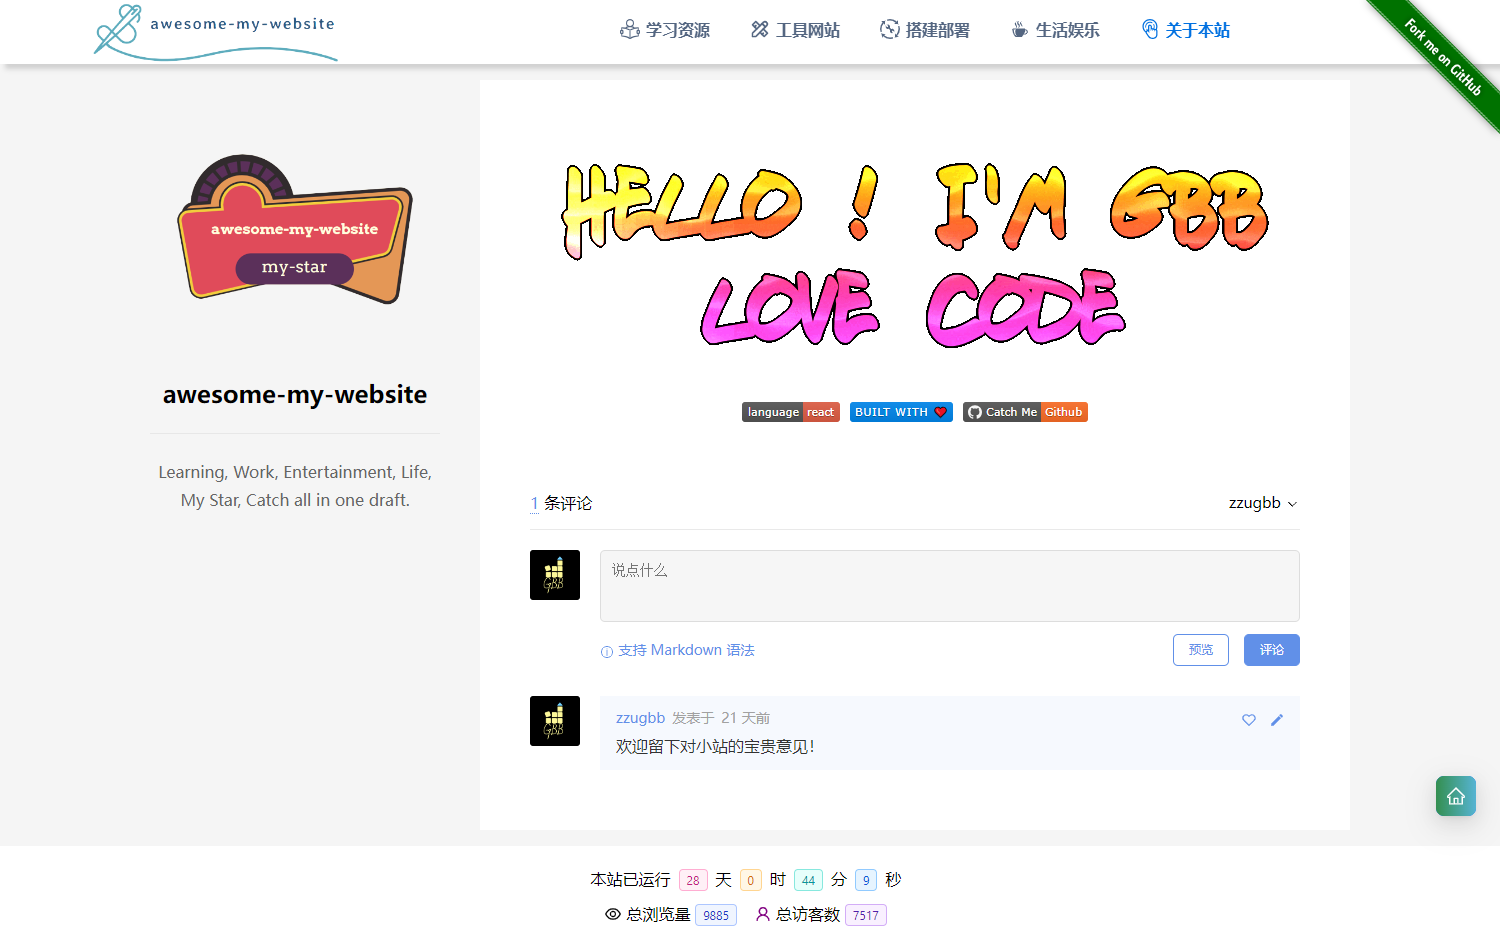 awesome-my-website
学习资源 工具网站 搭建部署 生活娱乐 关于本站
Fork me on GitHub
awesome-my-website
my-star
awesome-my-website
Learning, Work, Entertainment, Life,
My Star, Catch all in one draft.
HELLO ! I'M GBB
LOVE CODE
language react BUILT WITH Catch Me Github
1 条评论 zzugbb
GBB
说点什么
支持 Markdown 语法 预览 评论
GBB
zzugbb 发表于 21 天前
欢迎留下对小站的宝贵意见!
本站已运行 28 天 0 时 44 分 9 秒
总浏览量 9885 总访客数 7517